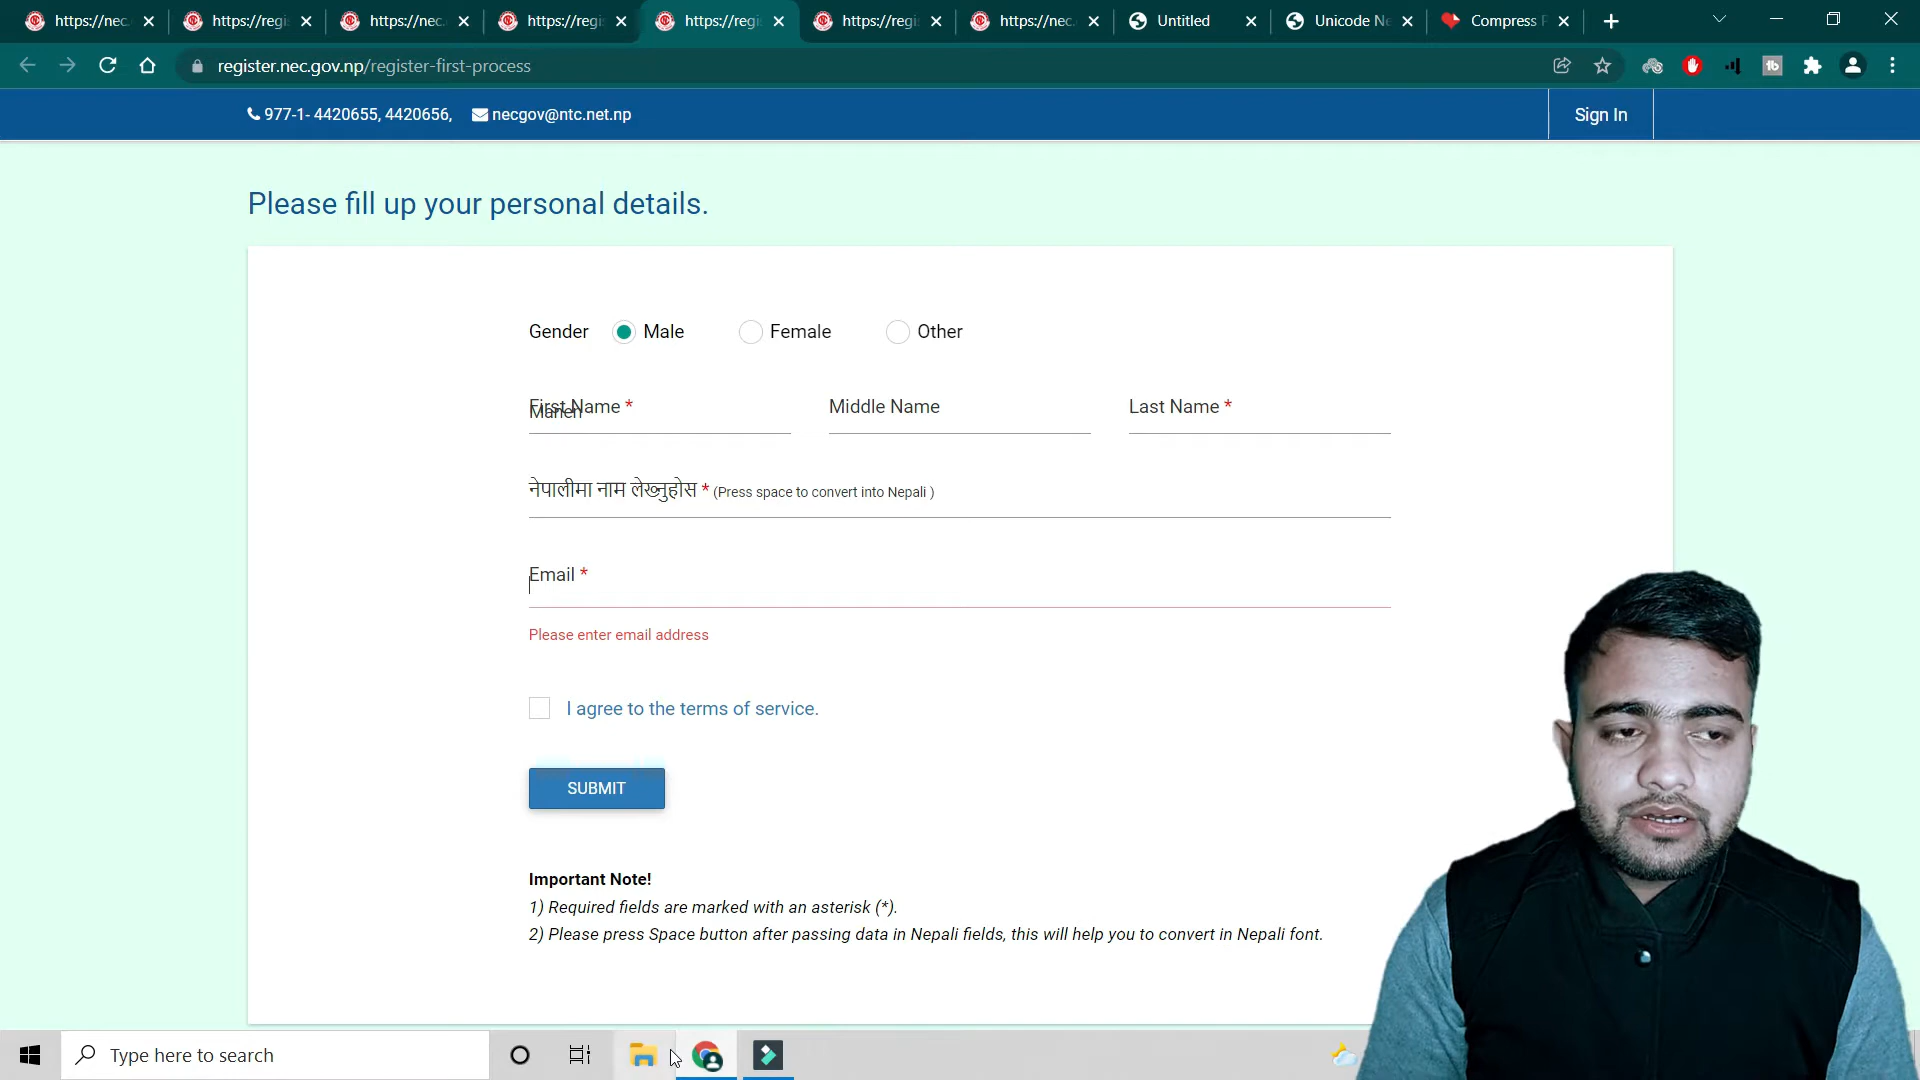 https://nec.
https://regi
https://nec.
https://regi
https://regi
https://regi
https://nec.
Untitled
Unicode Ne
Compress F
register.nec.gov.np/register-first-process
977-1- 4420655, 4420656,
necgov@ntc.net.np
Sign In
Please fill up your personal details.
Gender
Male
Female
Other
First Name *
Manen
Middle Name
Last Name *
नेपालीमा नाम लेख्नुहोस * (Press space to convert into Nepali )
Email *
Please enter email address
I agree to the terms of service.
SUBMIT
Important Note!
1) Required fields are marked with an asterisk (*).
2) Please press Space button after passing data in Nepali fields, this will help you to convert in Nepali font.
Type here to search